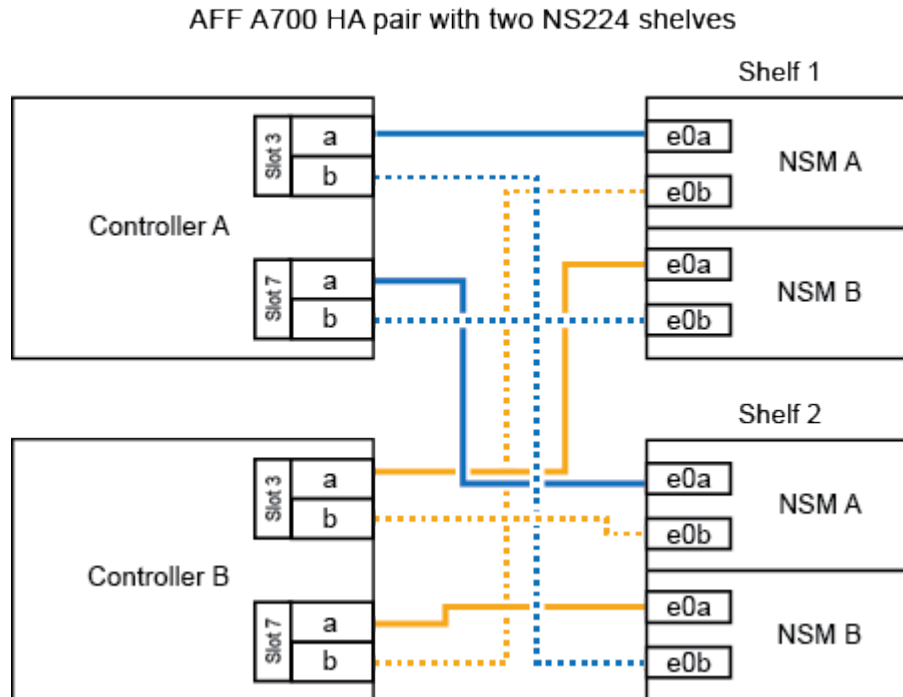 AFF A700 HA pair with two NS224 shelves
Shelf 1
Controller A
Slot 3
a
b
Slot 7
a
b
e0a
e0b
NSM A
e0a
e0b
NSM B
Shelf 2
Controller B
Slot 3
a
b
Slot 7
a
b
e0a
e0b
NSM A
e0a
e0b
NSM B